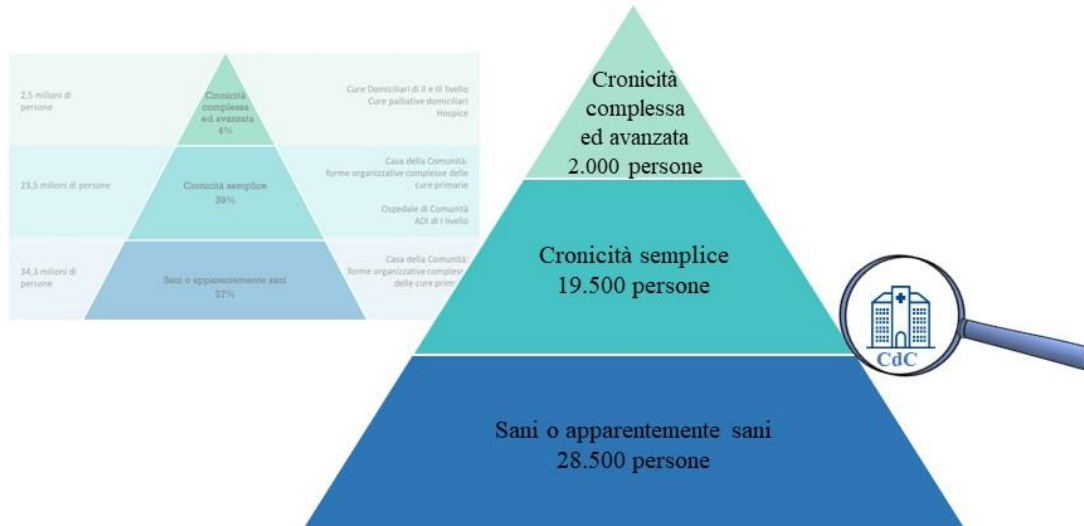 2,5 milioni di
persone
Cronicità
complessa
ed avanzata
4%
Cure Domiciliari di II e III livello
Cure palliative domiciliari
Hospice
23,5 milioni di persone
Cronicità semplice
39%
Casa della Comunità:
forme organizzative complesse delle
cure primarie
Ospedale di Comunità
ADI di I livello
34,3 milioni di
persone
Sani o apparentemente sani
57%
Casa della Comunità:
forme organizzative
delle cure
Cronicità
complessa
ed avanzata
2.000 persone
Cronicità semplice
19.500 persone
Sani o apparentemente sani
28.500 persone
CdC